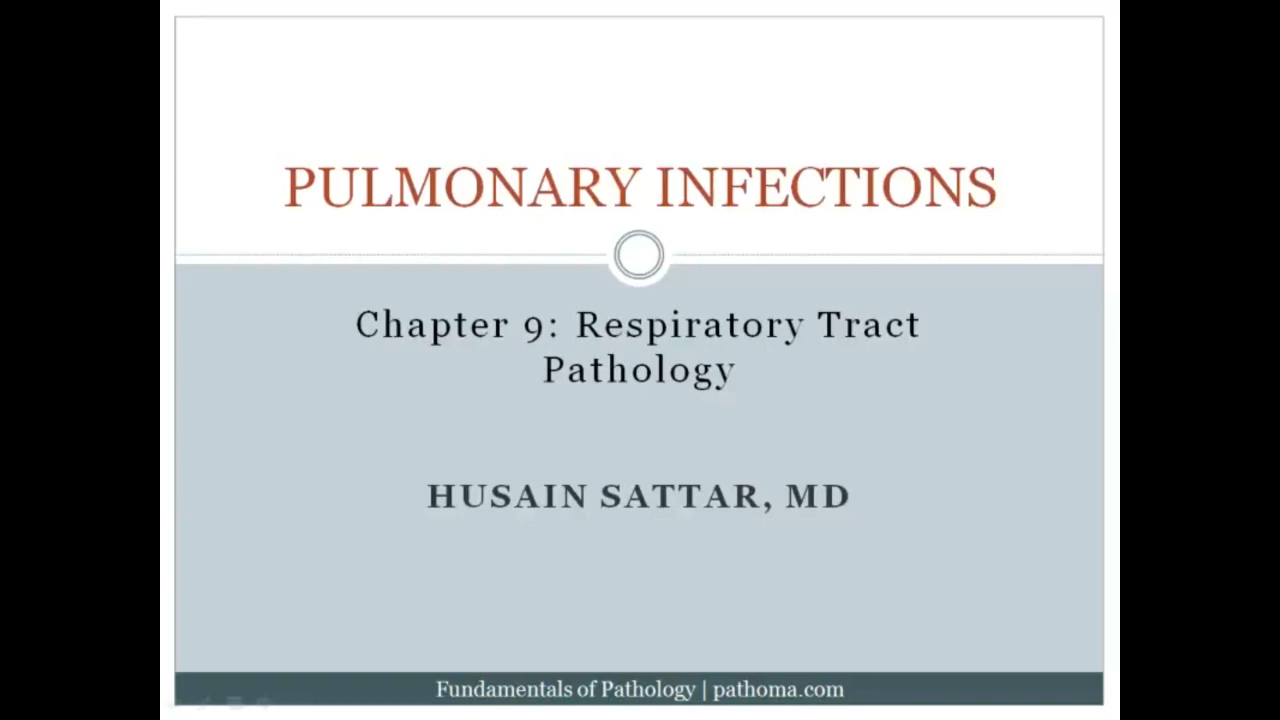 PULMONARY INFECTIONS
Chapter 9: Respiratory Tract
Pathology
HUSAIN SATTAR, MD
Fundamentals of Pathology | pathoma.com